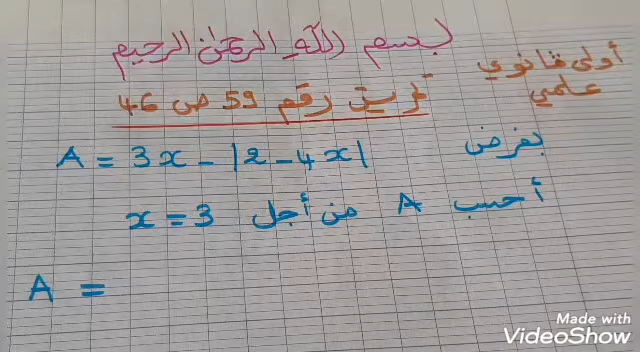 بسم الله الرحمن الرحيم
أولى ثانوي
علمي
تمرين رقم 59 ص 46
بفرض A = 3x - |2 - 4x|
أحسب A من أجل x = 3
A =
Made with
VideoShow